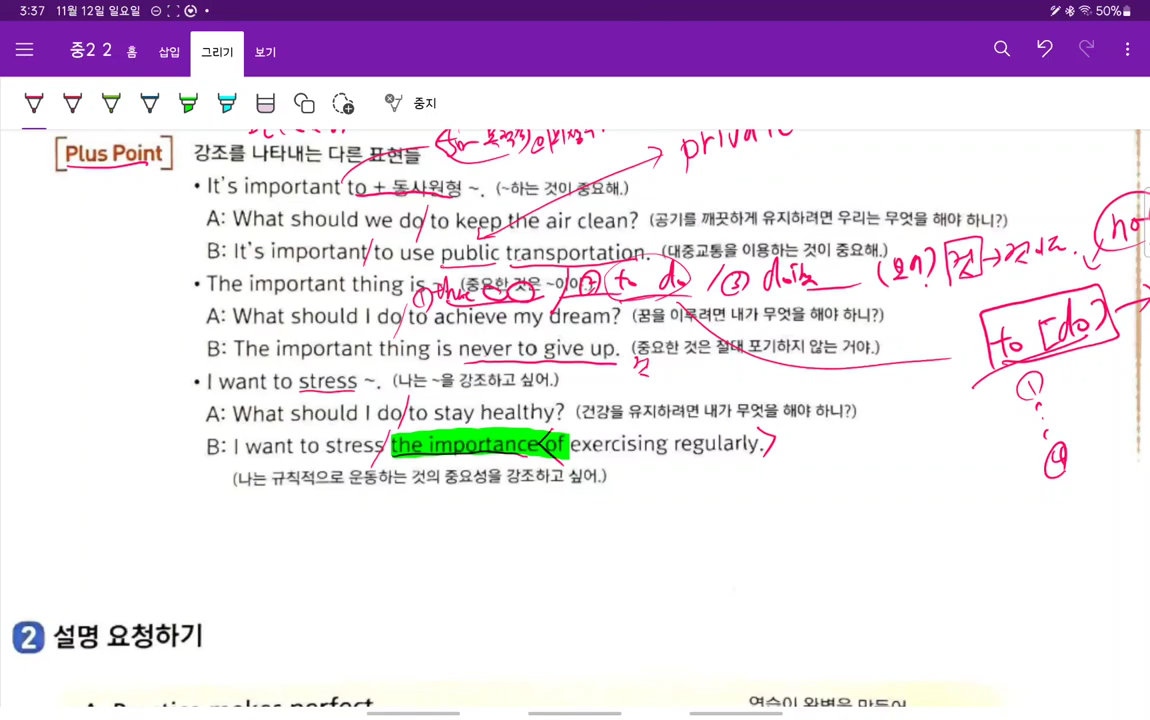 3:37 11월 12일 일요일 50%
중2 2 홈 삽입 그리기 보기
중지
private
Plus Point 강조를 나타내는 다른 표현들
• It's important to + 동사원형 ~. (~하는 것이 중요해.)
A: What should we do to keep the air clean? (공기를 깨끗하게 유지하려면 우리는 무엇을 해야 하니?)
B: It's important to use public transportation. (대중교통을 이용하는 것이 중요해.)
• The important thing is ~. (중요한 것은 ~이야.)
① that ② to do / ③ doing
A: What should I do to achieve my dream? (꿈을 이루려면 내가 무엇을 해야 하니?)
to [do]
B: The important thing is never to give up. (중요한 것은 절대 포기하지 않는 거야.)
• I want to stress ~. (나는 ~을 강조하고 싶어.)
①
A: What should I do to stay healthy? (건강을 유지하려면 내가 무엇을 해야 하니?)
B: I want to stress the importance of exercising regularly.
④
(나는 규칙적으로 운동하는 것의 중요성을 강조하고 싶어.)
2 설명 요청하기
A: Practice makes perfect 연습이 완벽을 만들어